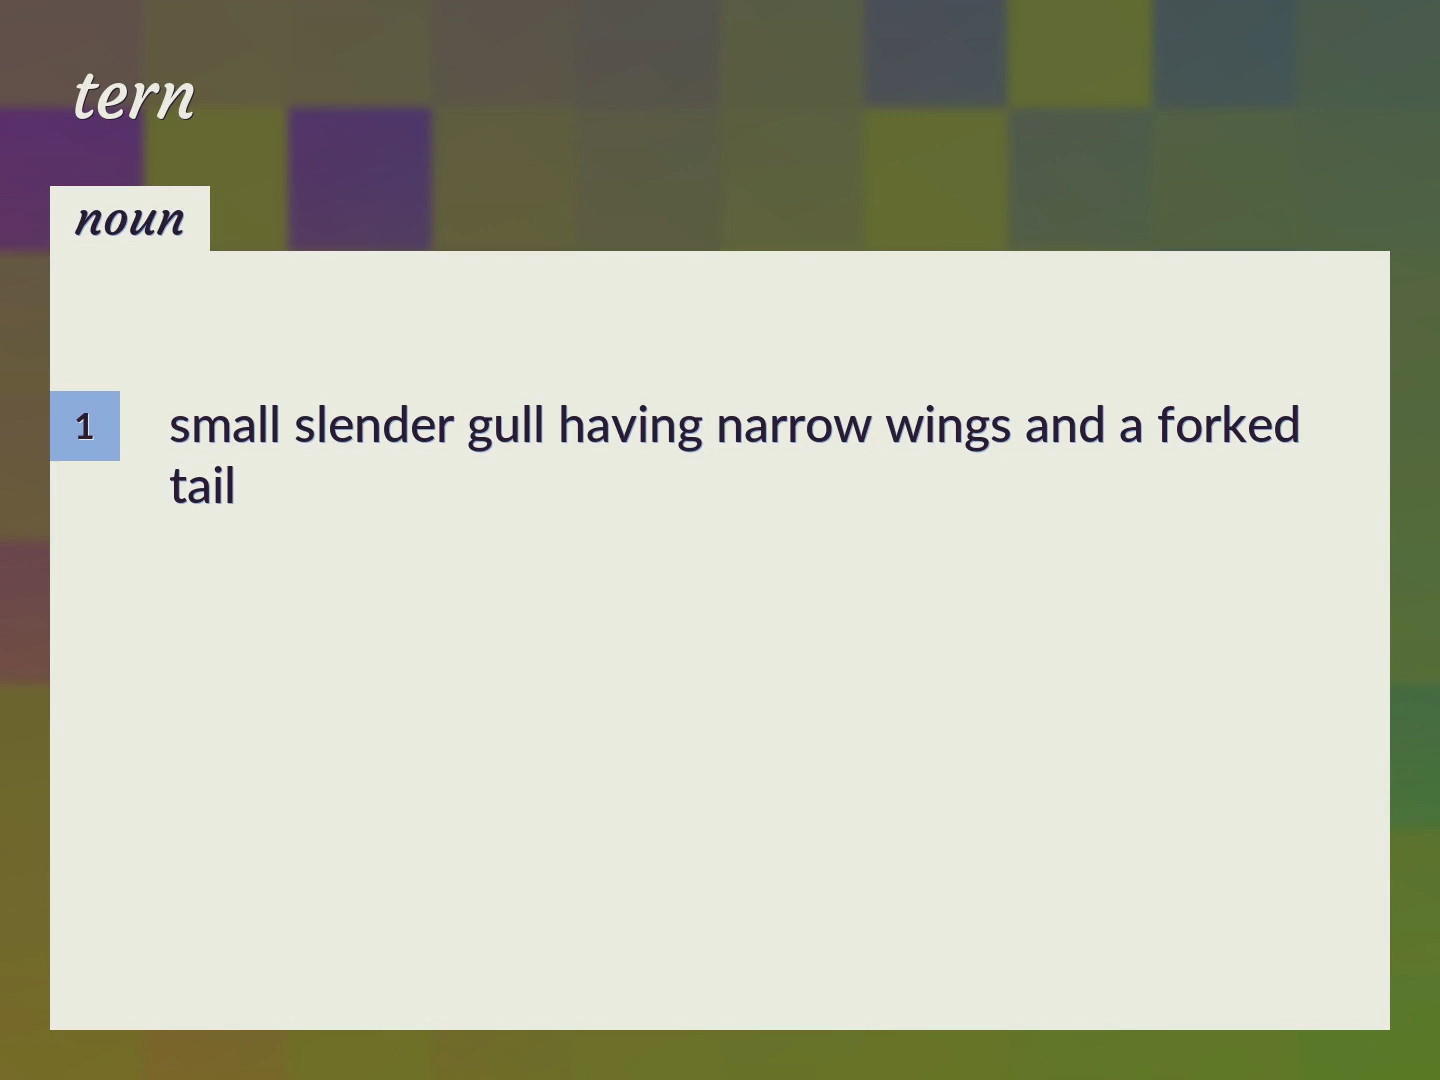 tern
noun
1
small slender gull having narrow wings and a forked
tail